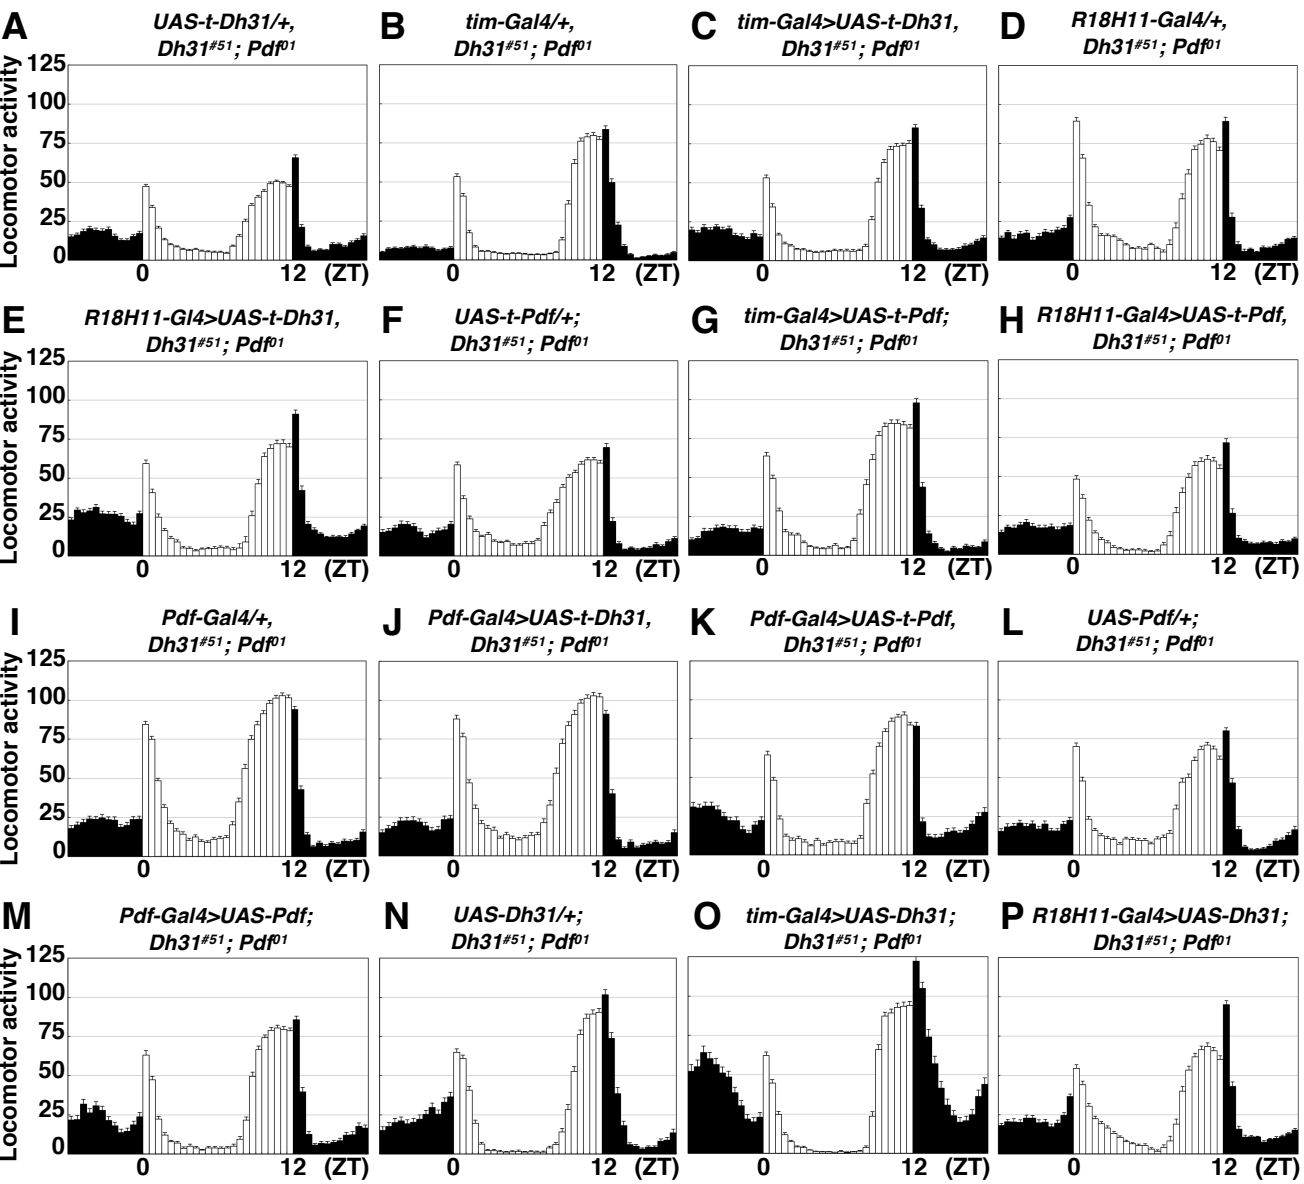 A UAS-t-Dh31/+, Dh31#51; Pdf01
B tim-Gal4/+, Dh31#51; Pdf01
C tim-Gal4>UAS-t-Dh31, Dh31#51; Pdf01
D R18H11-Gal4/+, Dh31#51; Pdf01
Locomotor activity
125
100
75
50
25
0
0 12 (ZT)
0 12 (ZT)
0 12 (ZT)
0 12 (ZT)
E R18H11-Gl4>UAS-t-Dh31, Dh31#51; Pdf01
F UAS-t-Pdf/+; Dh31#51; Pdf01
G tim-Gal4>UAS-t-Pdf; Dh31#51; Pdf01
H R18H11-Gal4>UAS-t-Pdf, Dh31#51; Pdf01
Locomotor activity
125
100
75
50
25
0
0 12 (ZT)
0 12 (ZT)
0 12 (ZT)
0 12 (ZT)
I Pdf-Gal4/+, Dh31#51; Pdf01
J Pdf-Gal4>UAS-t-Dh31, Dh31#51; Pdf01
K Pdf-Gal4>UAS-t-Pdf, Dh31#51; Pdf01
L UAS-Pdf/+; Dh31#51; Pdf01
Locomotor activity
125
100
75
50
25
0
0 12 (ZT)
0 12 (ZT)
0 12 (ZT)
0 12 (ZT)
M Pdf-Gal4>UAS-Pdf; Dh31#51; Pdf01
N UAS-Dh31/+; Dh31#51; Pdf01
O tim-Gal4>UAS-Dh31; Dh31#51; Pdf01
P R18H11-Gal4>UAS-Dh31; Dh31#51; Pdf01
Locomotor activity
125
100
75
50
25
0
0 12 (ZT)
0 12 (ZT)
0 12 (ZT)
0 12 (ZT)